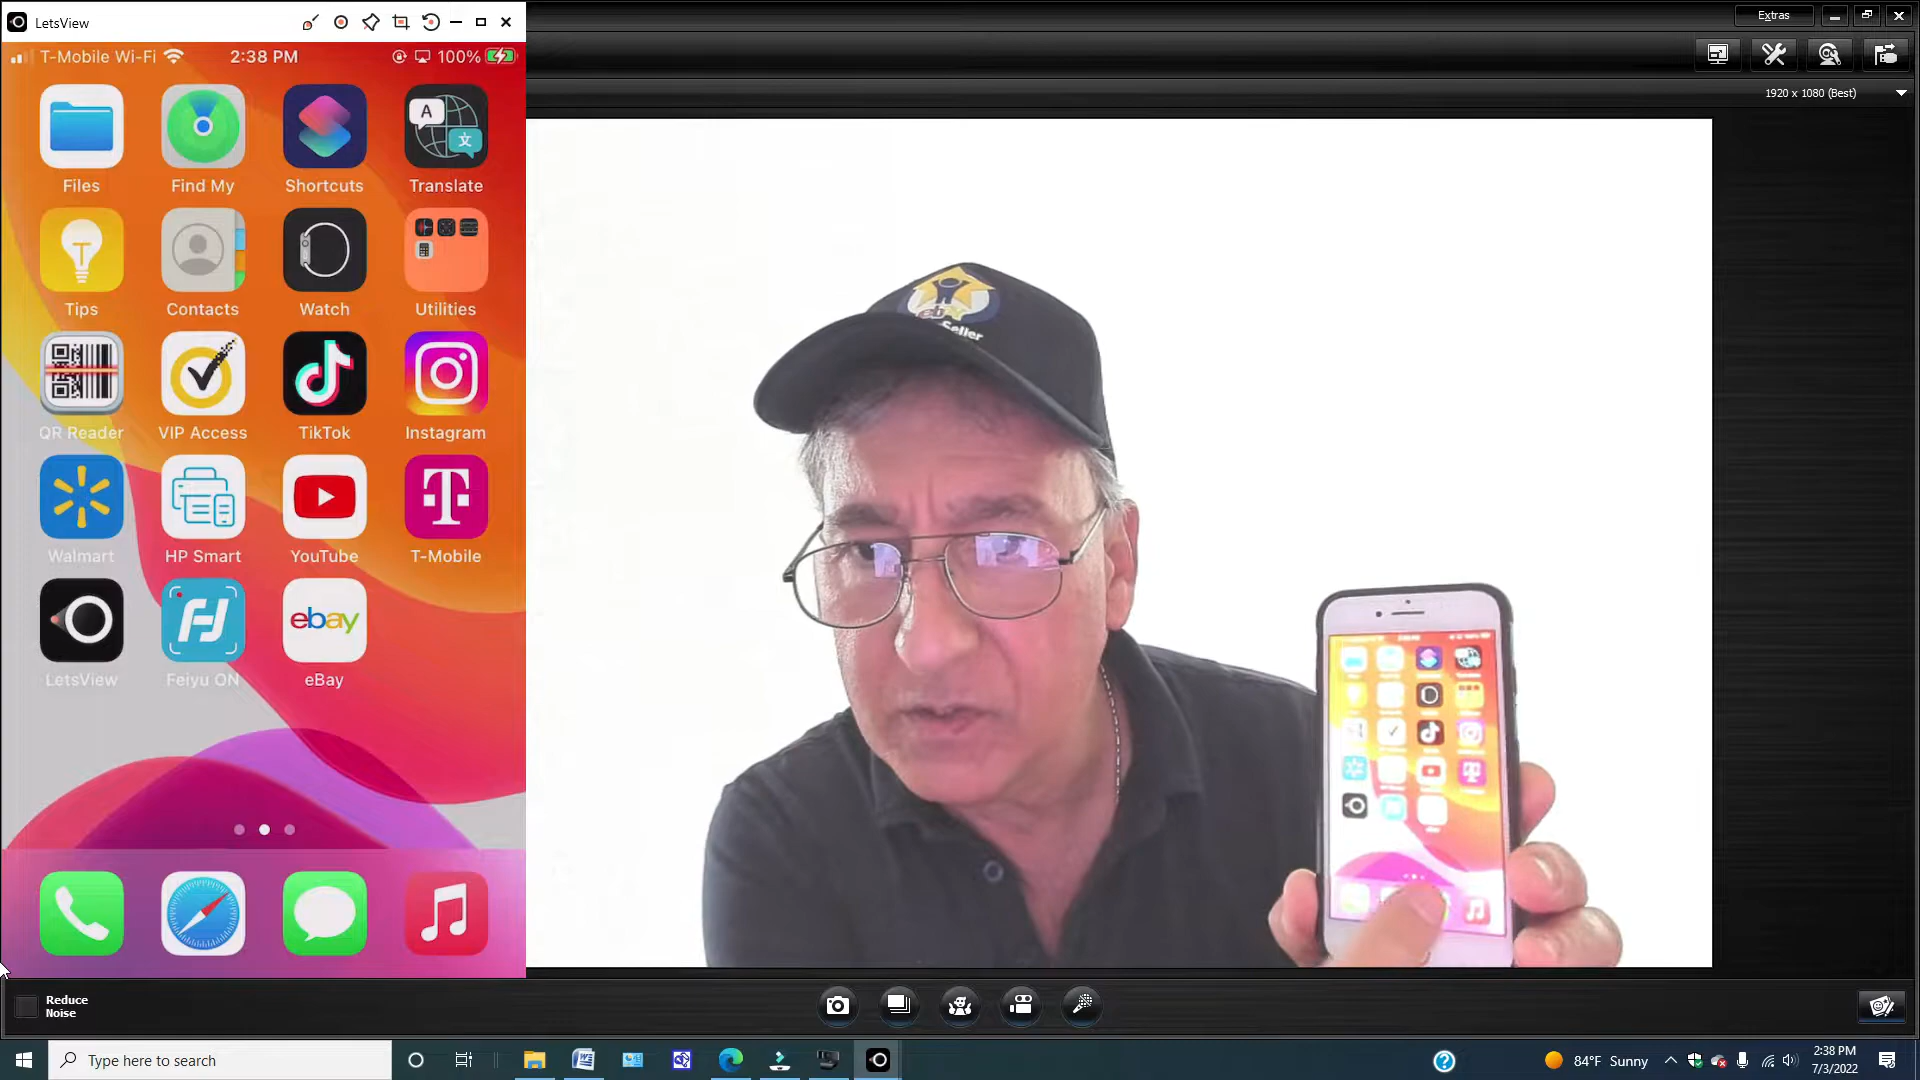 LetsView
Extras
T-Mobile Wi-Fi
2:38 PM
100%
1920 x 1080 (Best)
A
文
Files
Find My
Shortcuts
Translate
Tips
Contacts
Watch
Utilities
ebay
Seller
QR Reader
VIP Access
TikTok
Instagram
Walmart
HP Smart
YouTube
T-Mobile
ebay
LetsView
Feiyu ON
eBay
Reduce
Noise
Type here to search
84°F Sunny
2:38 PM
7/3/2022